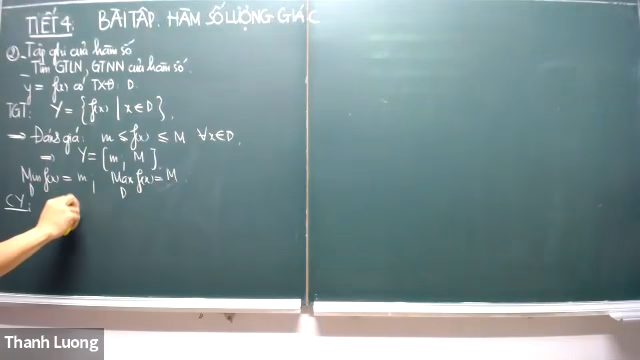 TIẾT 4: BÀI TẬP. HÀM SỐ LƯỢNG GIÁC
② - Tập giá trị của hàm số
- Tìm GTLN, GTNN của hàm số.
y = f(x) có TXĐ: D.
TGT: Y = {f(x) | x ∈ D}.
→ Đánh giá: m ≤ f(x) ≤ M ∀x∈D.
⇒ Y = [m, M]
Min f(x) = m, Max f(x) = M
D D
CY:
Thanh Luong